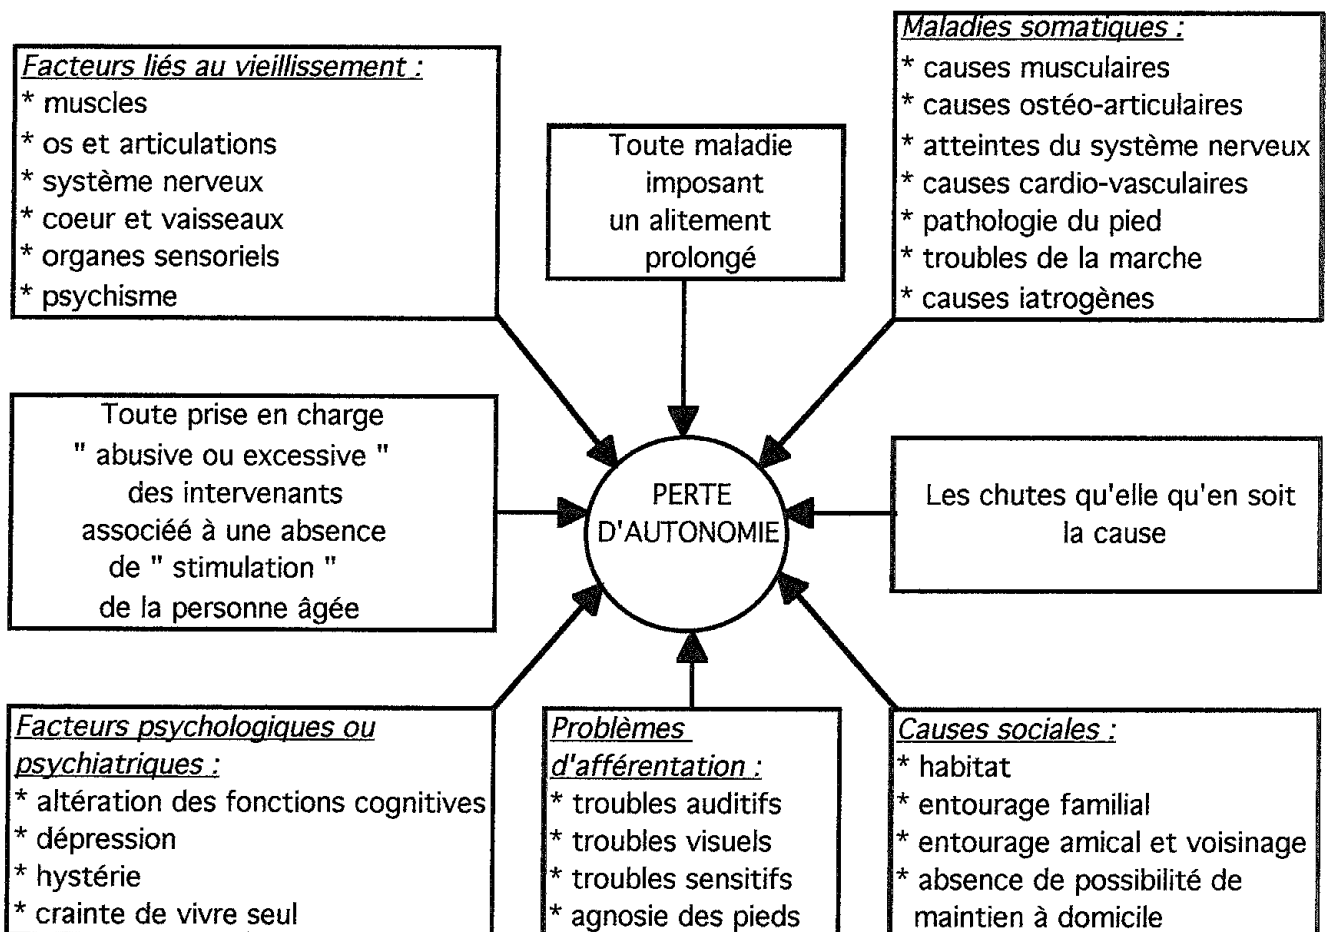 Facteurs liés au vieillissement :
* muscles
* os et articulations
* système nerveux
* coeur et vaisseaux
* organes sensoriels
* psychisme
Toute maladie
imposant
un alitement
prolongé
Maladies somatiques :
* causes musculaires
* causes ostéo-articulaires
* atteintes du système nerveux
* causes cardio-vasculaires
* pathologie du pied
* troubles de la marche
* causes iatrogènes
Toute prise en charge
" abusive ou excessive "
des intervenants
associéé à une absence
de " stimulation "
de la personne âgée
PERTE
D'AUTONOMIE
Les chutes qu'elle qu'en soit
la cause
Facteurs psychologiques ou
psychiatriques :
* altération des fonctions cognitives
* dépression
* hystérie
* crainte de vivre seul
Problèmes
d'afférentation :
* troubles auditifs
* troubles visuels
* troubles sensitifs
* agnosie des pieds
Causes sociales :
* habitat
* entourage familial
* entourage amical et voisinage
* absence de possibilité de
maintien à domicile